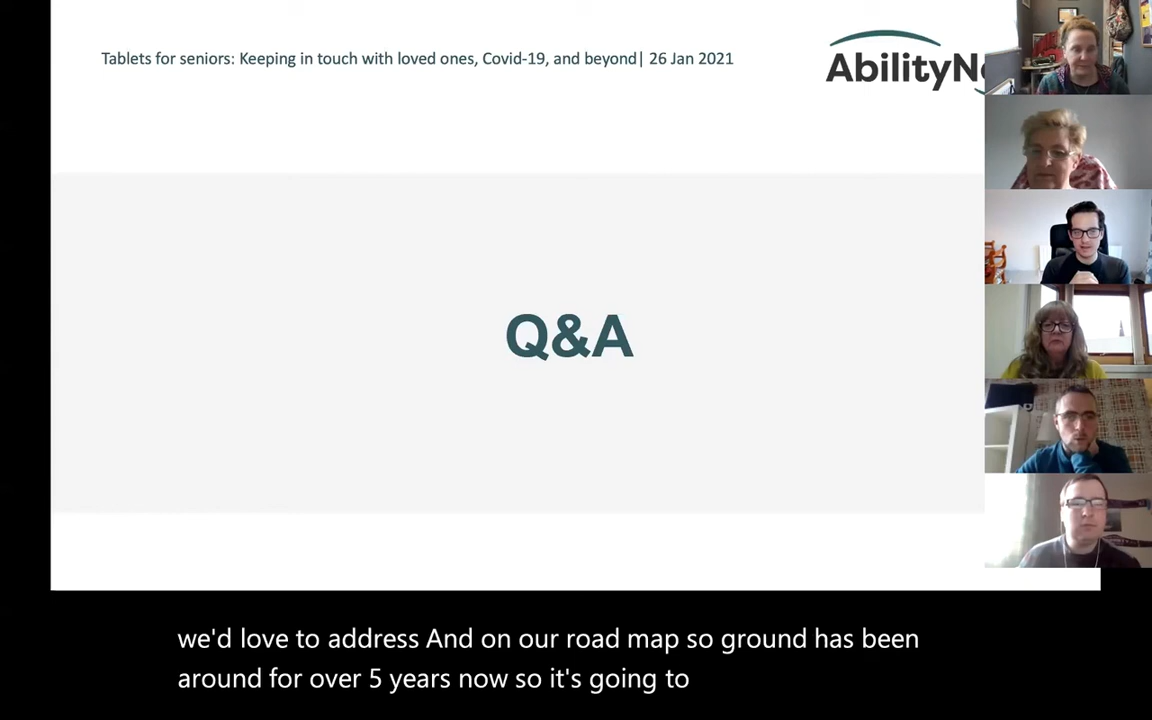 Tablets for seniors: Keeping in touch with loved ones, Covid-19, and beyond| 26 Jan 2021
AbilityN
Q&A
we'd love to address And on our road map so ground has been
around for over 5 years now so it's going to